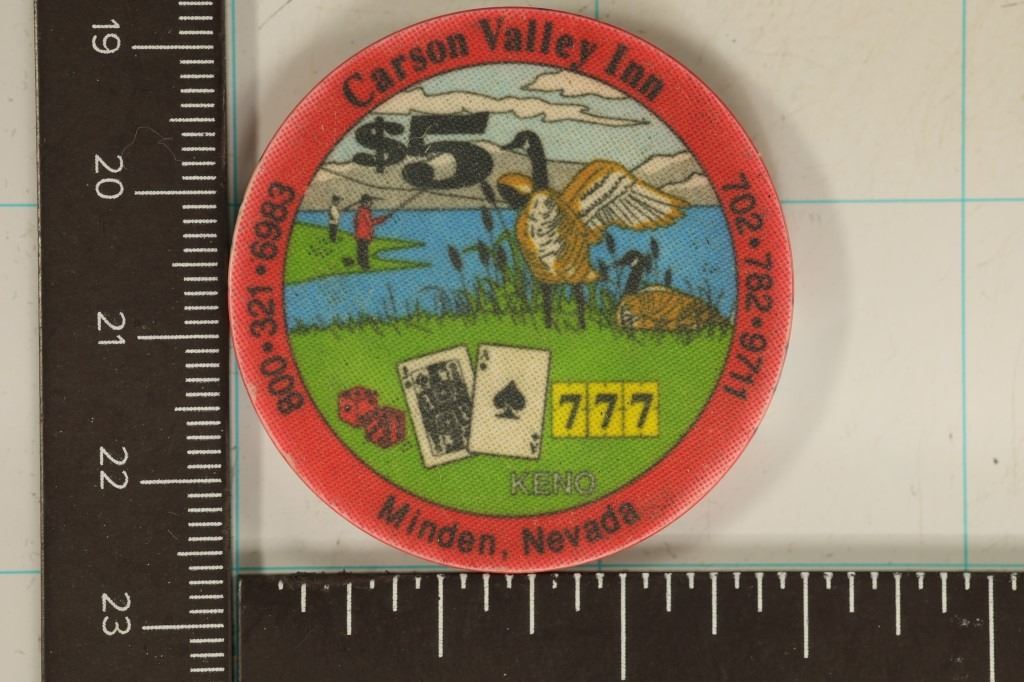 Carson Valley Inn
$5
800•321•6983
702•782•9711
A
A
777
KENO
Minden, Nevada
19
20
21
22
23